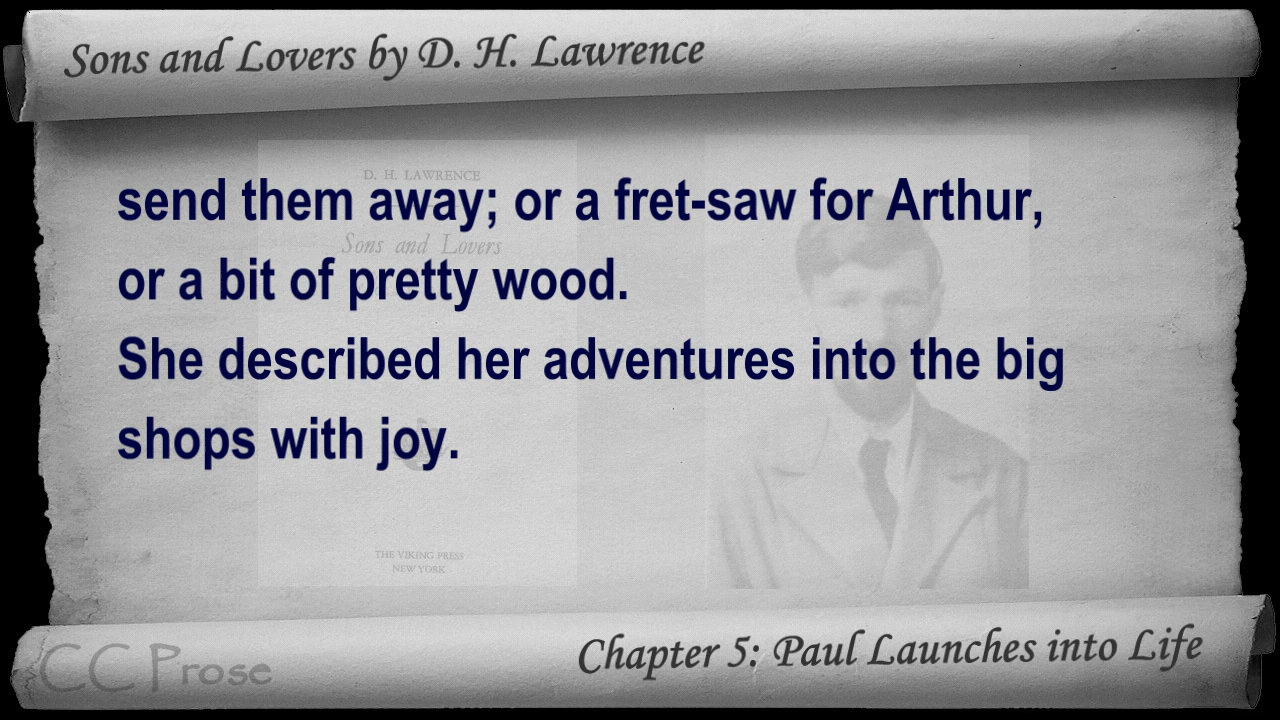 Sons and Lovers by D. H. Lawrence
D. H. LAWRENCE
send them away; or a fret-saw for Arthur,
Sons and Lovers
or a bit of pretty wood.
She described her adventures into the big
shops with joy.
THE VIKING PRESS
NEW YORK
Chapter 5: Paul Launches into Life
CC Prose